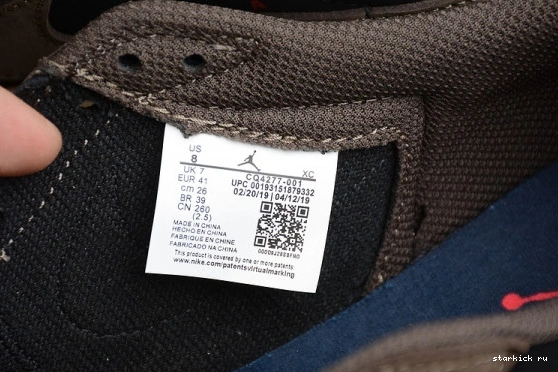 US
8
XC
UK 7
EUR 41
cm 26
BR 39
CN 260
(2.5)
CQ4277-001
UPC 00193151879332
02/20/19 | 04/12/19
MADE IN CHINA
HECHO EN CHINA
FABRIQUE EN CHINE
FABRICADO NA CHINA
This product is covered by one or more patents.
www.nike.com/patentsvirtualmarking
starkick ru